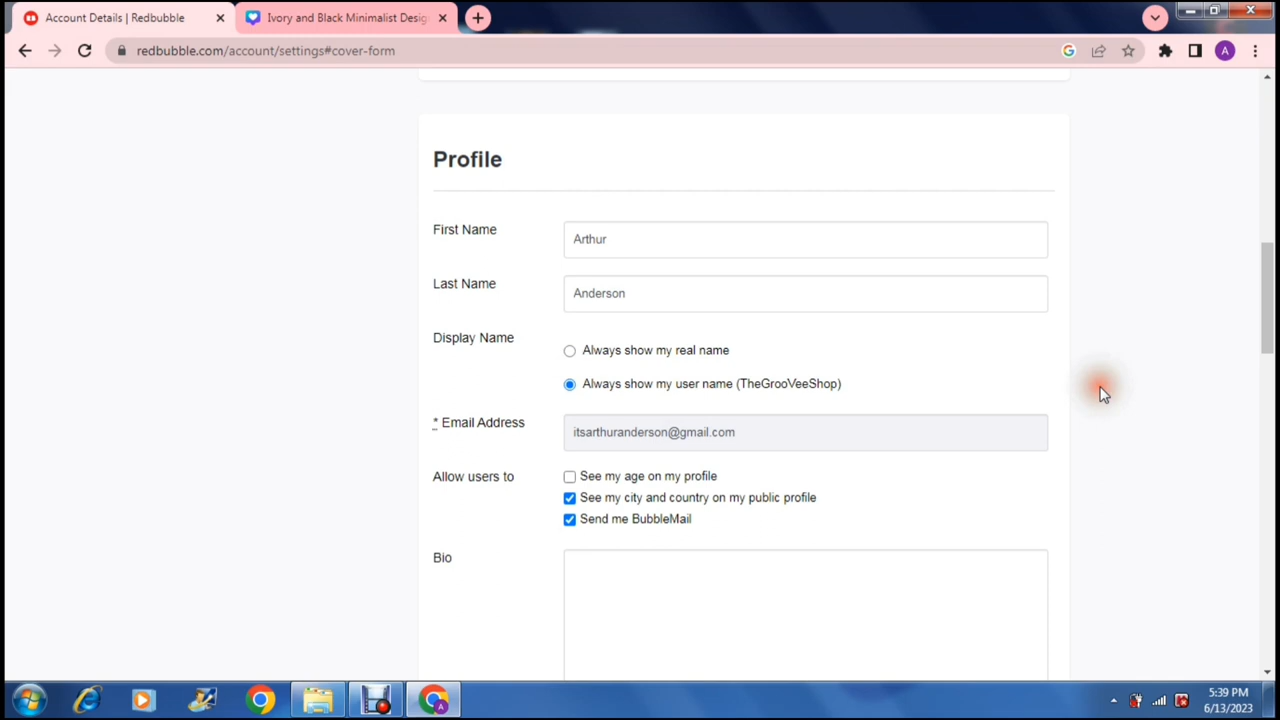 Account Details | Redbubble
Ivory and Black Minimalist Desig
redbubble.com/account/settings#cover-form
A
Profile
First Name
Arthur
Last Name
Anderson
Display Name
Always show my real name
Always show my user name (TheGrooVeeShop)
* Email Address
itsarthuranderson@gmail.com
Allow users to
See my age on my profile
See my city and country on my public profile
Send me BubbleMail
Bio
5:39 PM
6/13/2023